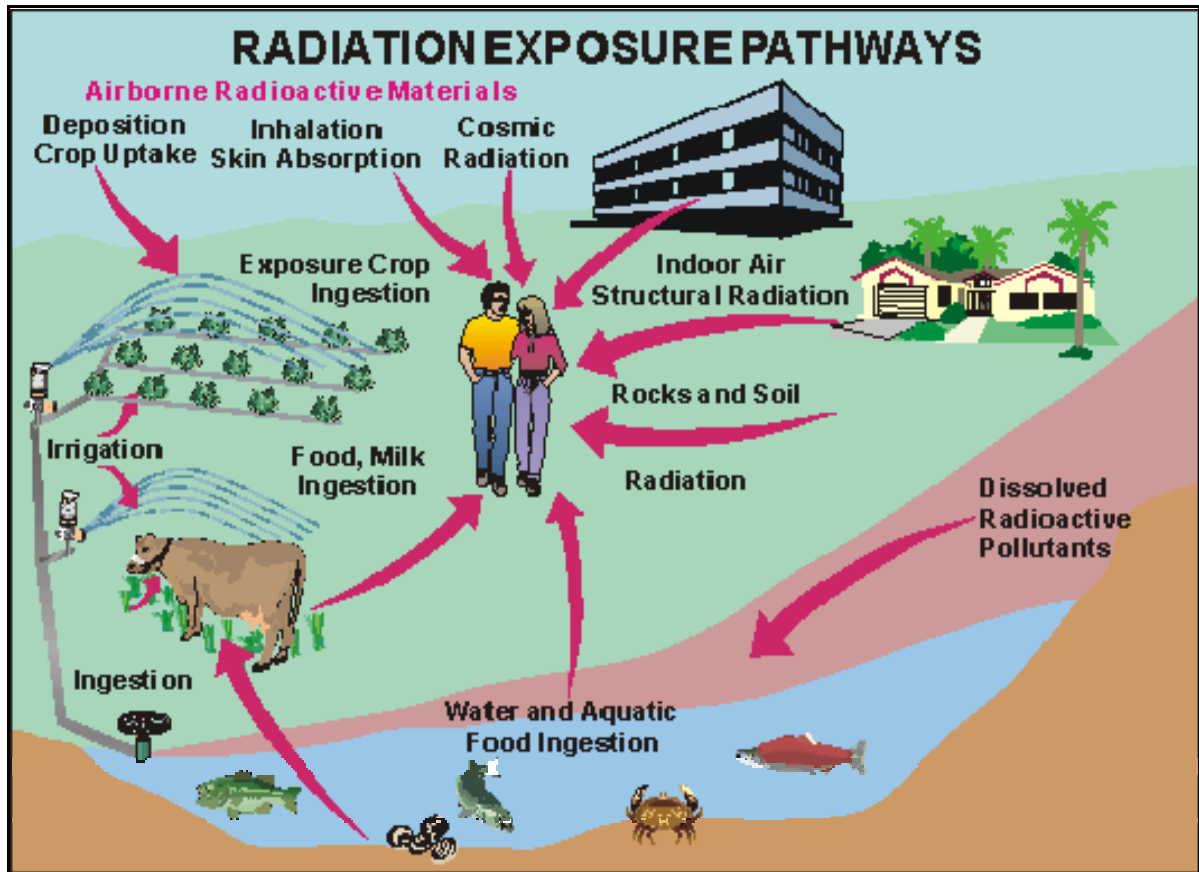 RADIATION EXPOSURE PATHWAYS
Airborne Radioactive Materials
Deposition
Crop Uptake
Inhalation
Skin Absorption
Cosmic
Radiation
Exposure Crop
Ingestion
Indoor Air
Structural Radiation
Rocks and Soil
Radiation
Irrigation
Food, Milk
Ingestion
Dissolved
Radioactive
Pollutants
Ingestion
Water and Aquatic
Food Ingestion